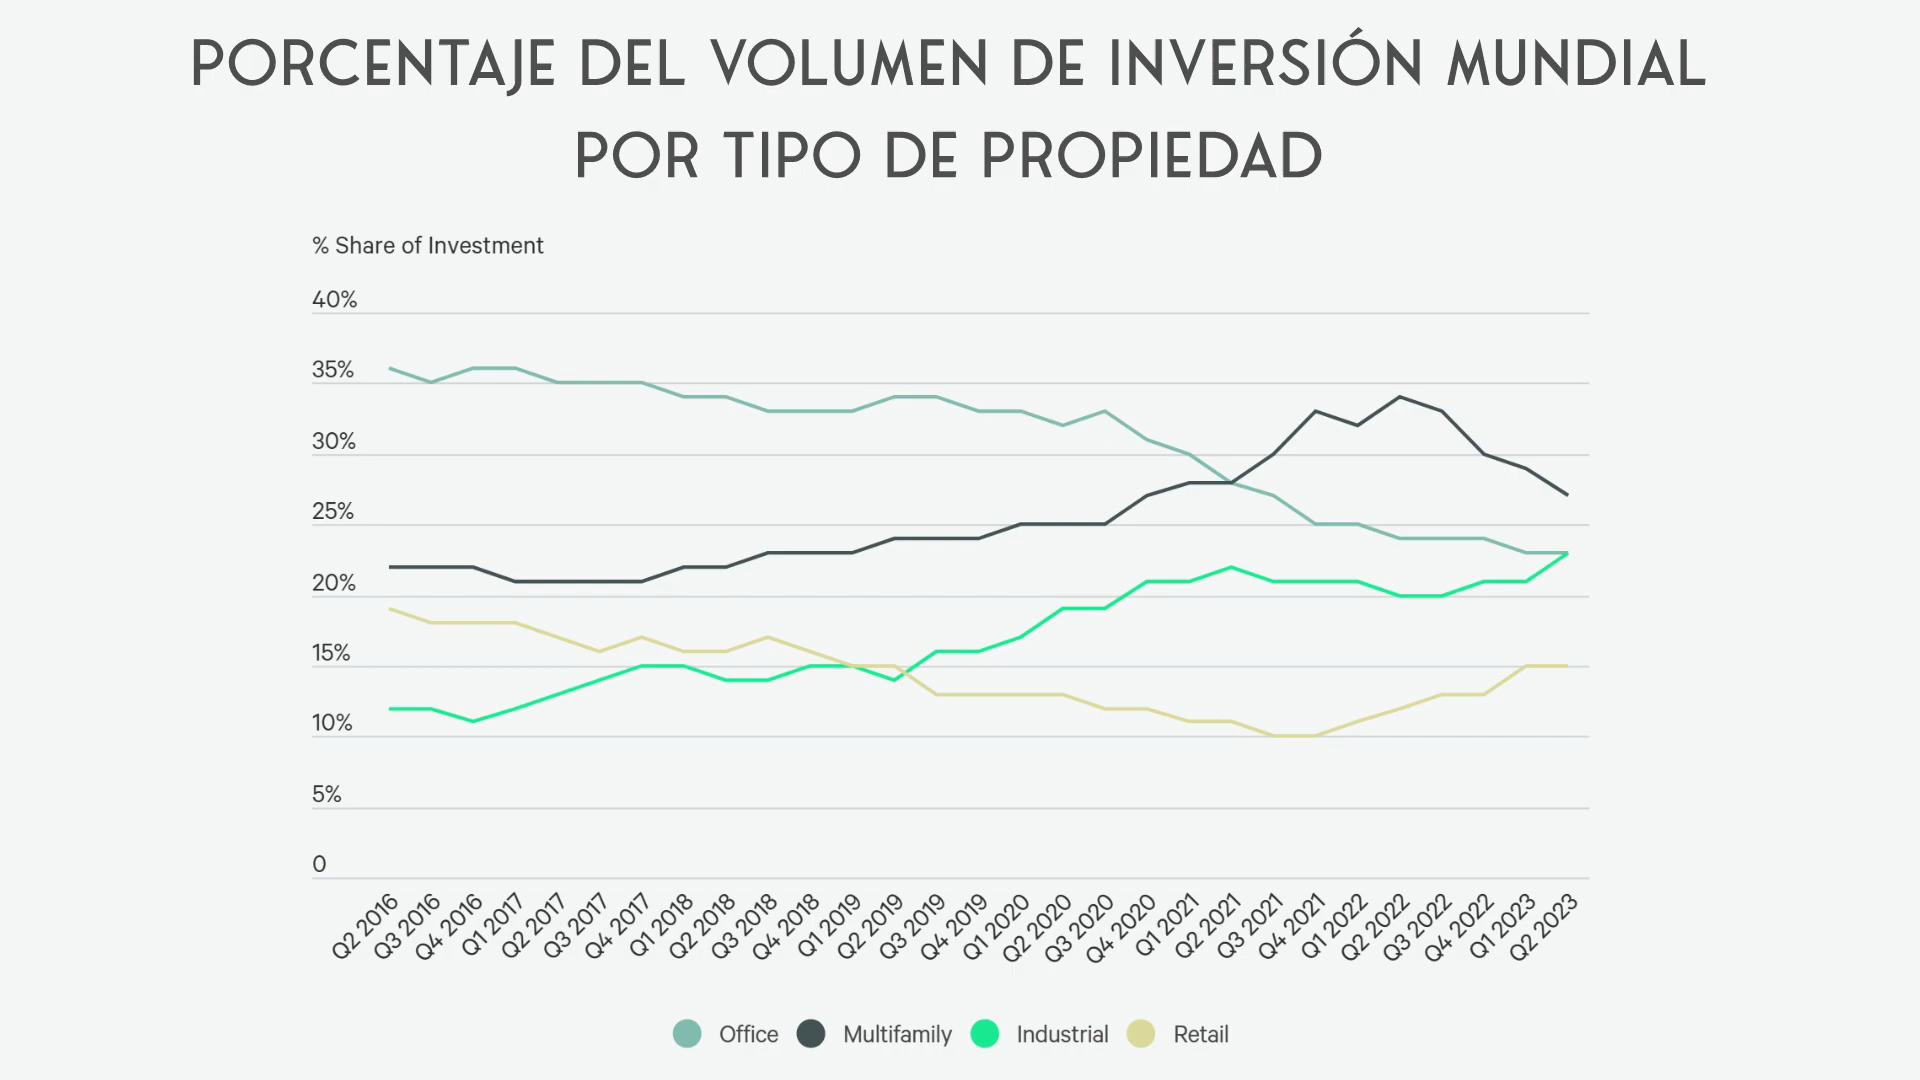 PORCENTAJE DEL VOLUMEN DE INVERSIÓN MUNDIAL
POR TIPO DE PROPIEDAD
% Share of Investment
40%
35%
30%
25%
20%
15%
10%
5%
0
Q2 2016
Q3 2016
Q4 2016
Q1 2017
Q2 2017
Q3 2017
Q4 2017
Q1 2018
Q2 2018
Q3 2018
Q4 2018
Q1 2019
Q2 2019
Q3 2019
Q4 2019
Q1 2020
Q2 2020
Q3 2020
Q4 2020
Q1 2021
Q2 2021
Q3 2021
Q4 2021
Q1 2022
Q2 2022
Q3 2022
Q4 2022
Q1 2023
Q2 2023
Office Multifamily Industrial Retail